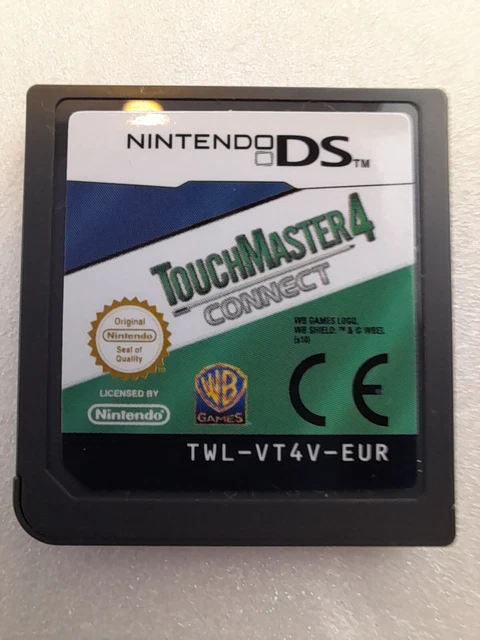 NINTENDO DS™
TOUCHMASTER 4
CONNECT
WB GAMES LOGO,
WB SHIELD: ™ & © WBEI.
(s10)
Original
Nintendo
Seal of
Quality
TM
LICENSED BY
Nintendo®
WB
GAMES
CE
TWL-VT4V-EUR